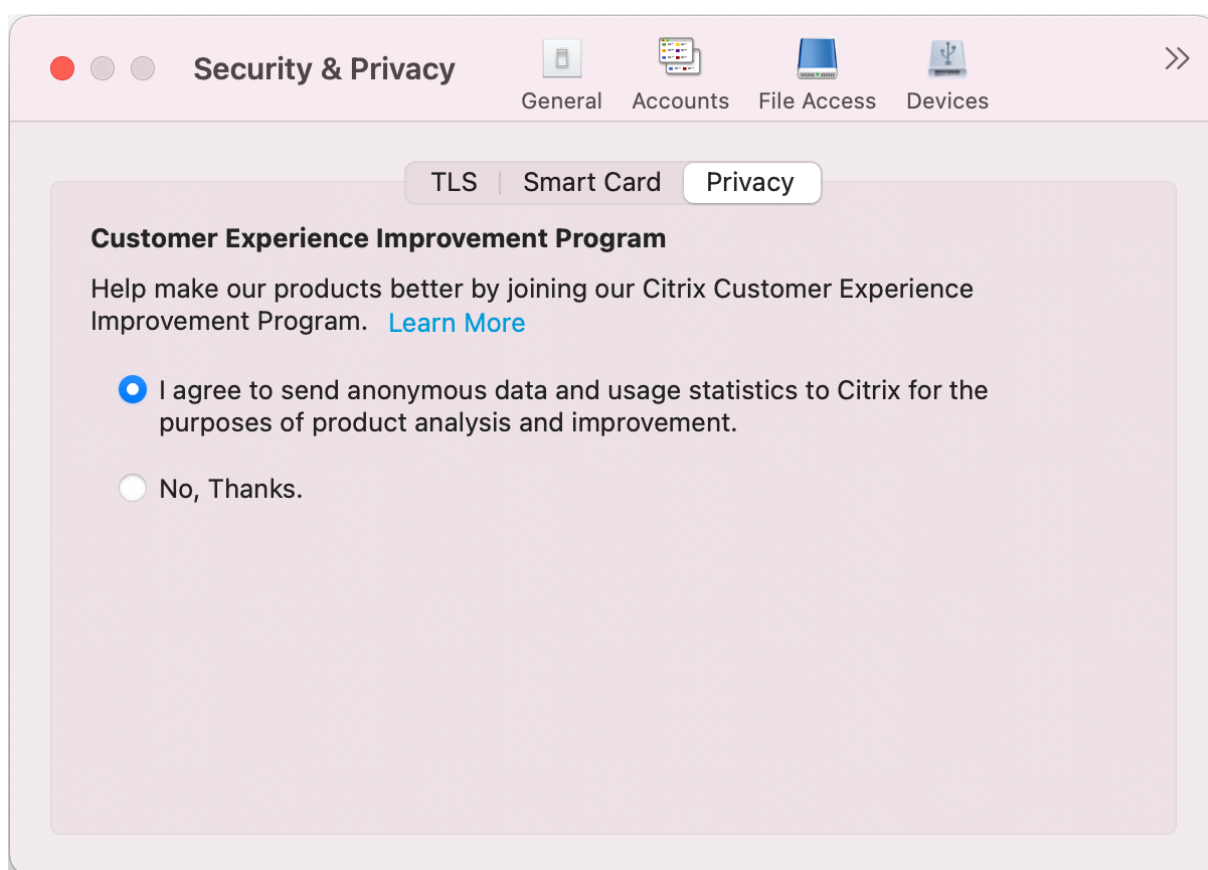 Security & Privacy
General
Accounts
File Access
Devices
TLS
Smart Card
Privacy
Customer Experience Improvement Program
Help make our products better by joining our Citrix Customer Experience
Improvement Program. Learn More
I agree to send anonymous data and usage statistics to Citrix for the
purposes of product analysis and improvement.
No, Thanks.